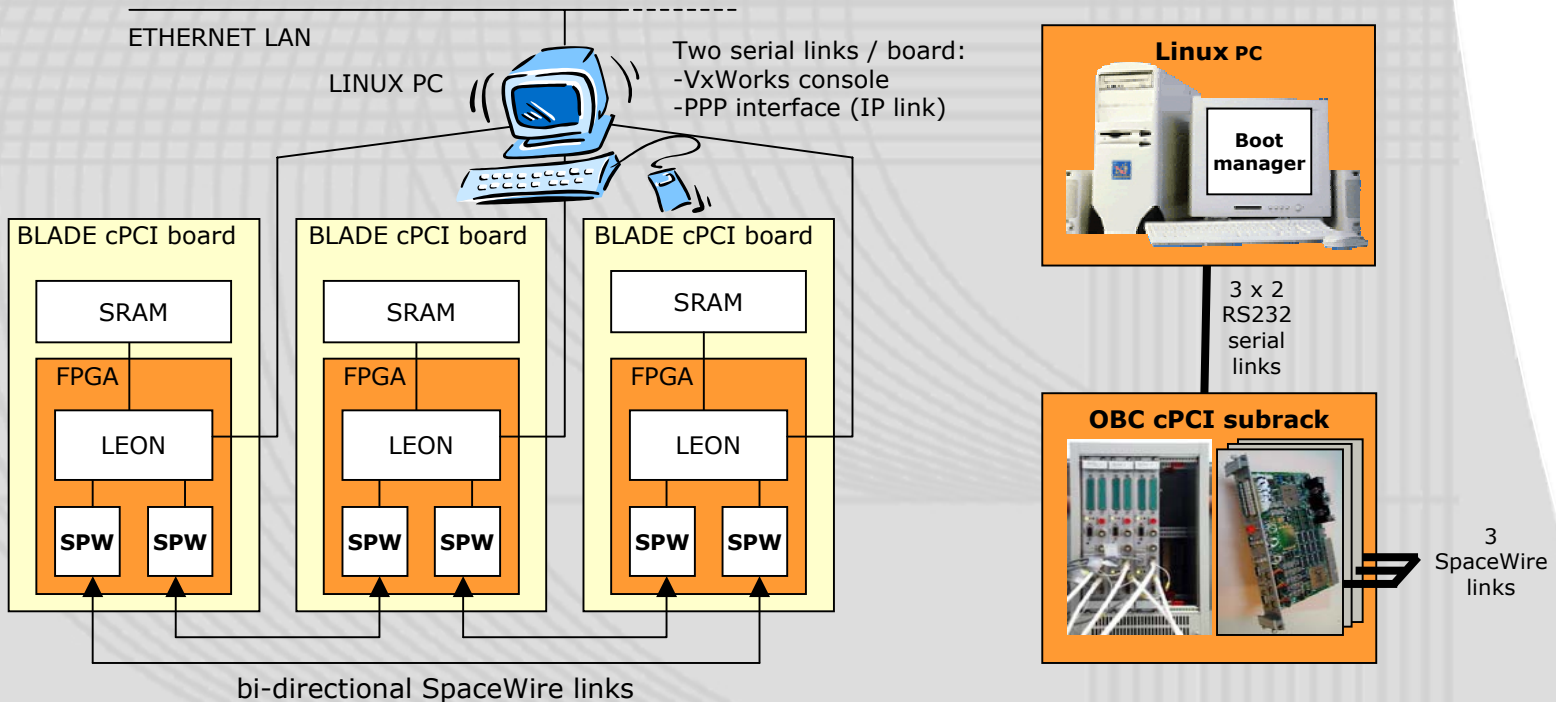 ETHERNET LAN
LINUX PC
Two serial links / board:
-VxWorks console
-PPP interface (IP link)
BLADE cPCI board
SRAM
FPGA
LEON
SPW
SPW
BLADE cPCI board
SRAM
FPGA
LEON
SPW
SPW
BLADE cPCI board
SRAM
FPGA
LEON
SPW
SPW
bi-directional SpaceWire links
Linux PC
Boot
manager
3 x 2
RS232
serial
links
OBC cPCI subrack
3
SpaceWire
links